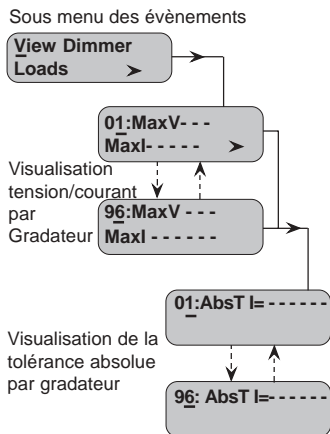 Sous menu des évènements
View Dimmer
Loads ➤
01:MaxV- - -
MaxI- - - - - ➤
Visualisation
tension/courant
par
Gradateur
96:MaxV - - -
MaxI - - - - - -
01:AbsT I= - - - - - -
Visualisation de la
tolérance absolue
par gradateur
96: AbsT I= - - - - - -